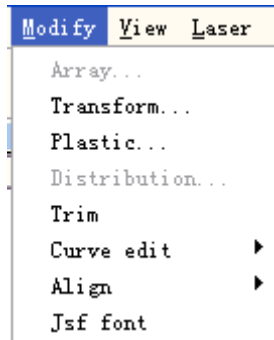 Modify View Laser
Array...
Transform...
Plastic...
Distribution...
Trim
Curve edit
Align
Jsf font